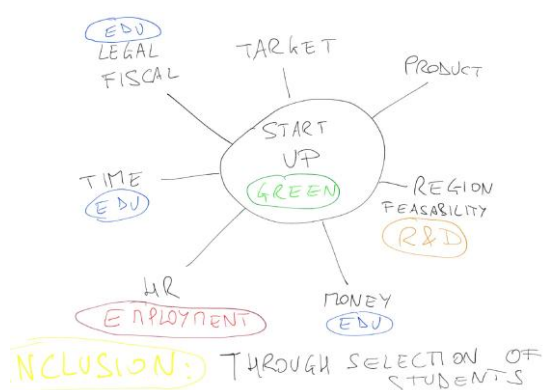 EDU
LEGAL
FISCAL
TARGET
PRODUCT
START
UP
GREEN
TIME
EDU
REGION
FEASABILITY
R&D
HR
EMPLOYMENT
MONEY
EDU
NCLUSION: THROUGH SELECTION OF
STUDENTS